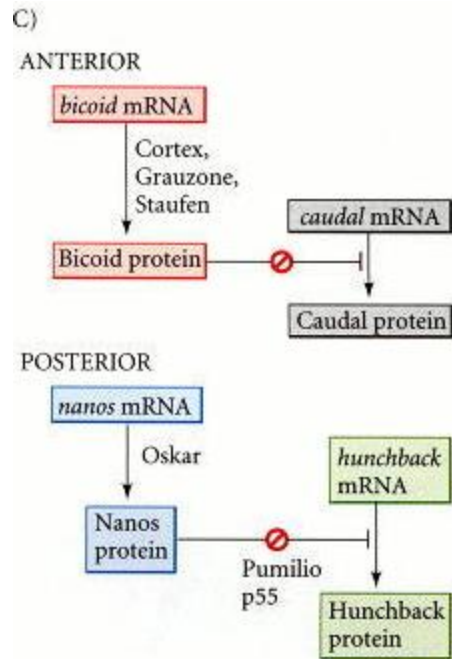 C)
ANTERIOR
bicoid mRNA
Cortex,
Grauzone,
Staufen
caudal mRNA
Bicoid protein
Caudal protein
POSTERIOR
nanos mRNA
Oskar
hunchback
mRNA
Nanos
protein
Pumilio
p55
Hunchback
protein